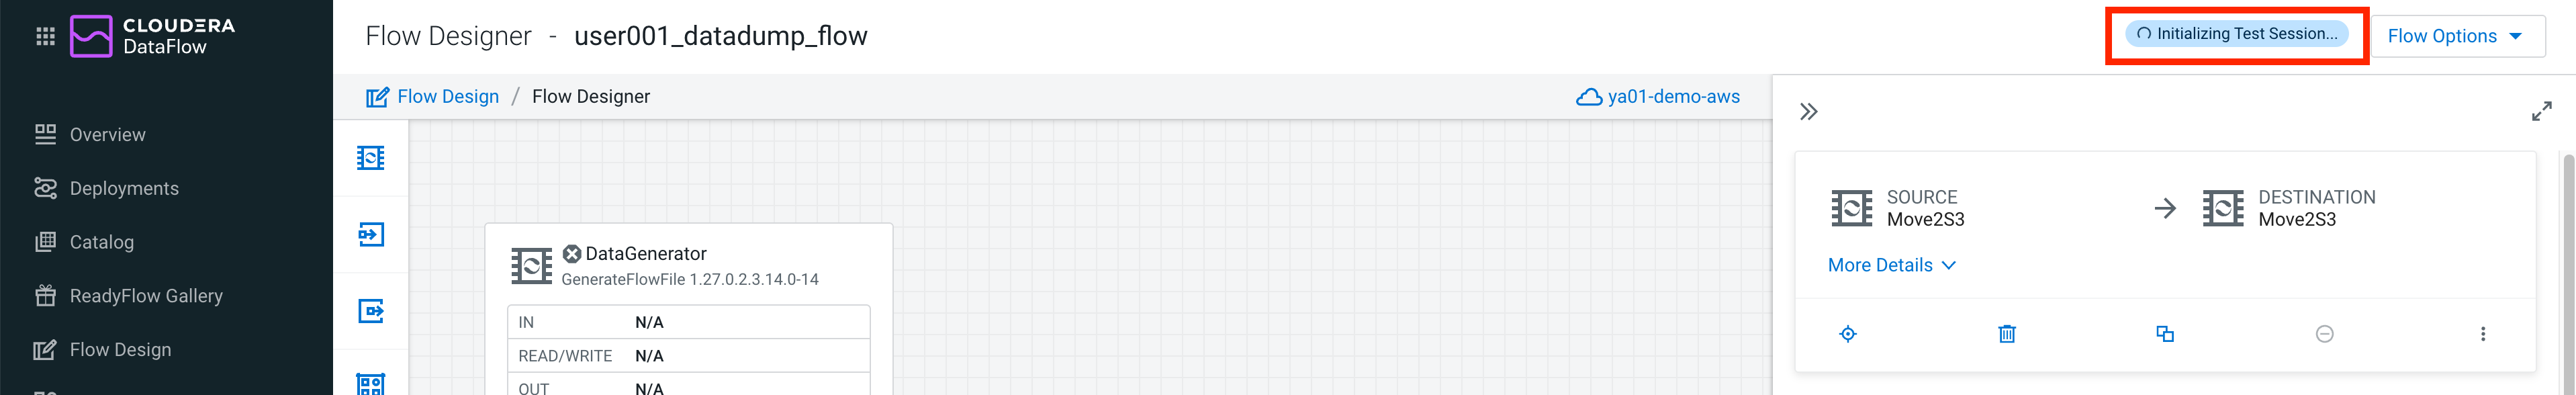 CLOUDERA
DataFlow
Overview
Deployments
Catalog
ReadyFlow Gallery
Flow Design
Flow Designer - user001_datadump_flow
Initializing Test Session...
Flow Options
Flow Design / Flow Designer
ya01-demo-aws
DataGenerator
GenerateFlowFile 1.27.0.2.3.14.0-14
IN N/A
READ/WRITE N/A
OUT N/A
SOURCE
Move2S3
DESTINATION
Move2S3
More Details